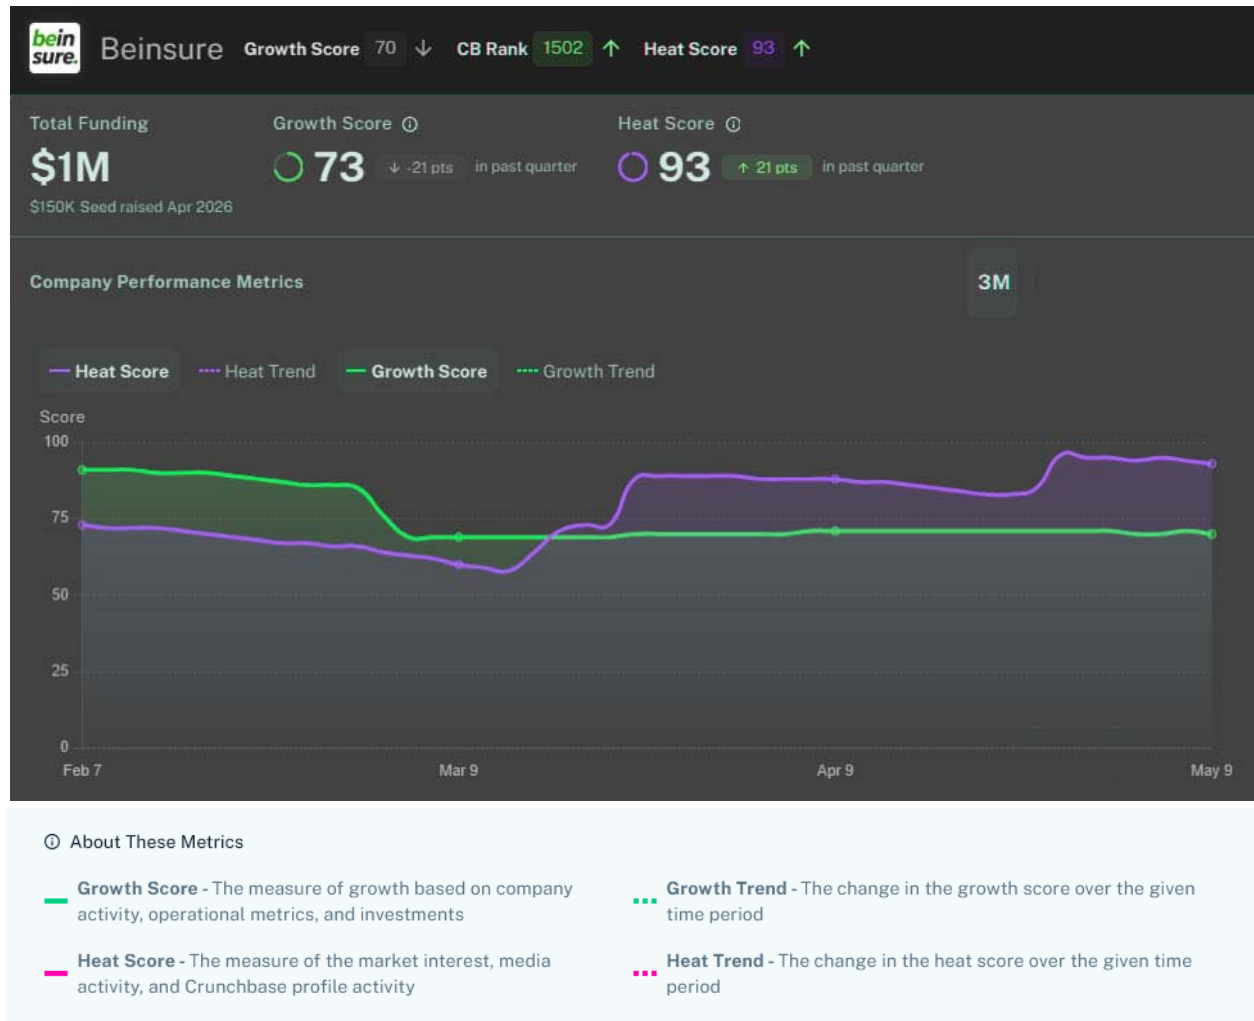 bein
sure.
Beinsure Growth Score 70 ↓ CB Rank 1502 ↑ Heat Score 93 ↑
Total Funding
$1M
$150K Seed raised Apr 2026
Growth Score
73 ↓ -21 pts in past quarter
Heat Score
93 ↑ 21 pts in past quarter
Company Performance Metrics
3M
Heat Score Heat Trend Growth Score Growth Trend
Score
100
75
50
25
0
Feb 7 Mar 9 Apr 9 May 9
About These Metrics
Growth Score - The measure of growth based on company
activity, operational metrics, and investments
Growth Trend - The change in the growth score over the given
time period
Heat Score - The measure of the market interest, media
activity, and Crunchbase profile activity
Heat Trend - The change in the heat score over the given time
period